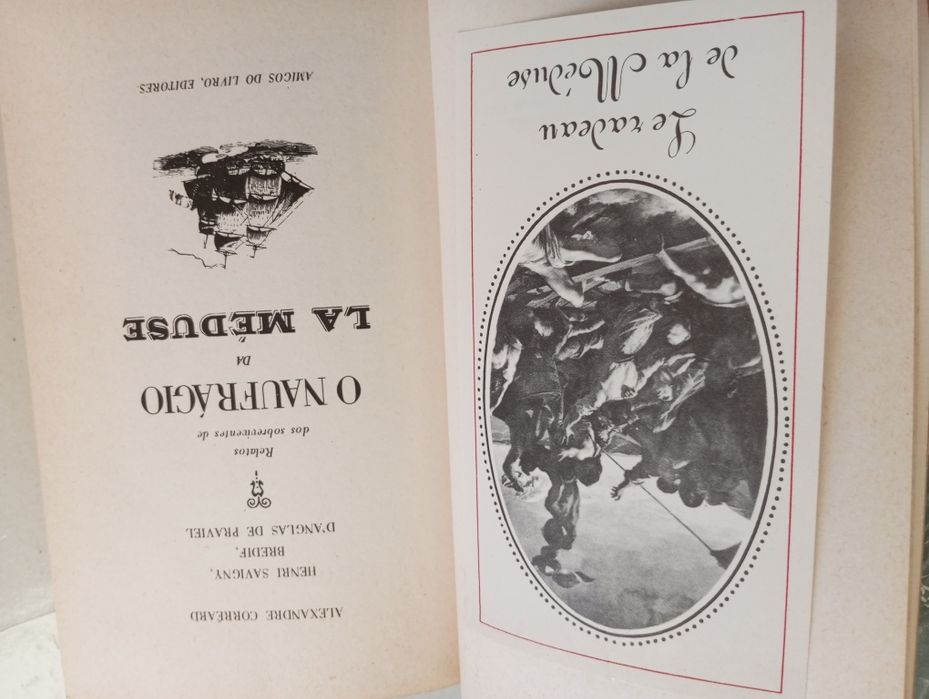 Le radeau
de la Méduse
ALEXANDRE CORRÉARD
HENRI SAVIGNY,
BREDIF,
D'ANGLAS DE PRAVIEL
Relatos
dos sobreviventes de
O NAUFRÁGIO
DA
LA MÉDUSE
AMIGOS DO LIVRO, EDITORES